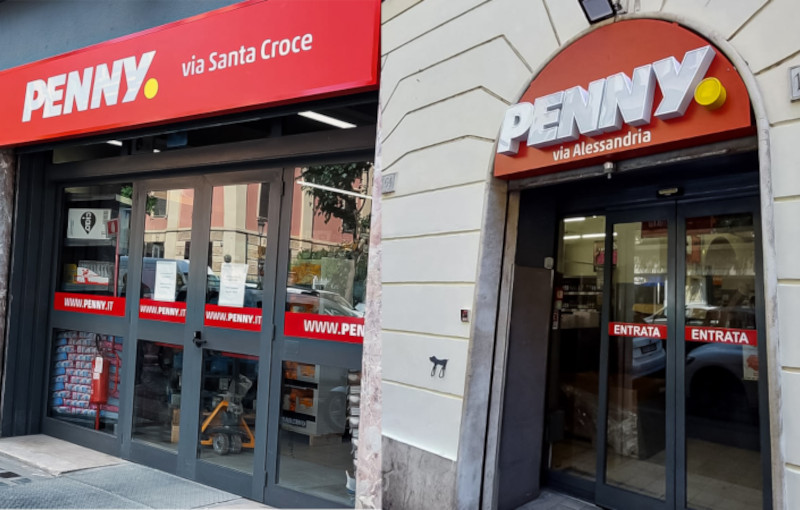 PENNY.
via Santa Croce
WWW.PENNY.IT
WWW.PENNY.IT
WWW.PENNY.IT
WWW.PEN
PENNY.
via Alessandria
ENTRATA
ENTRATA